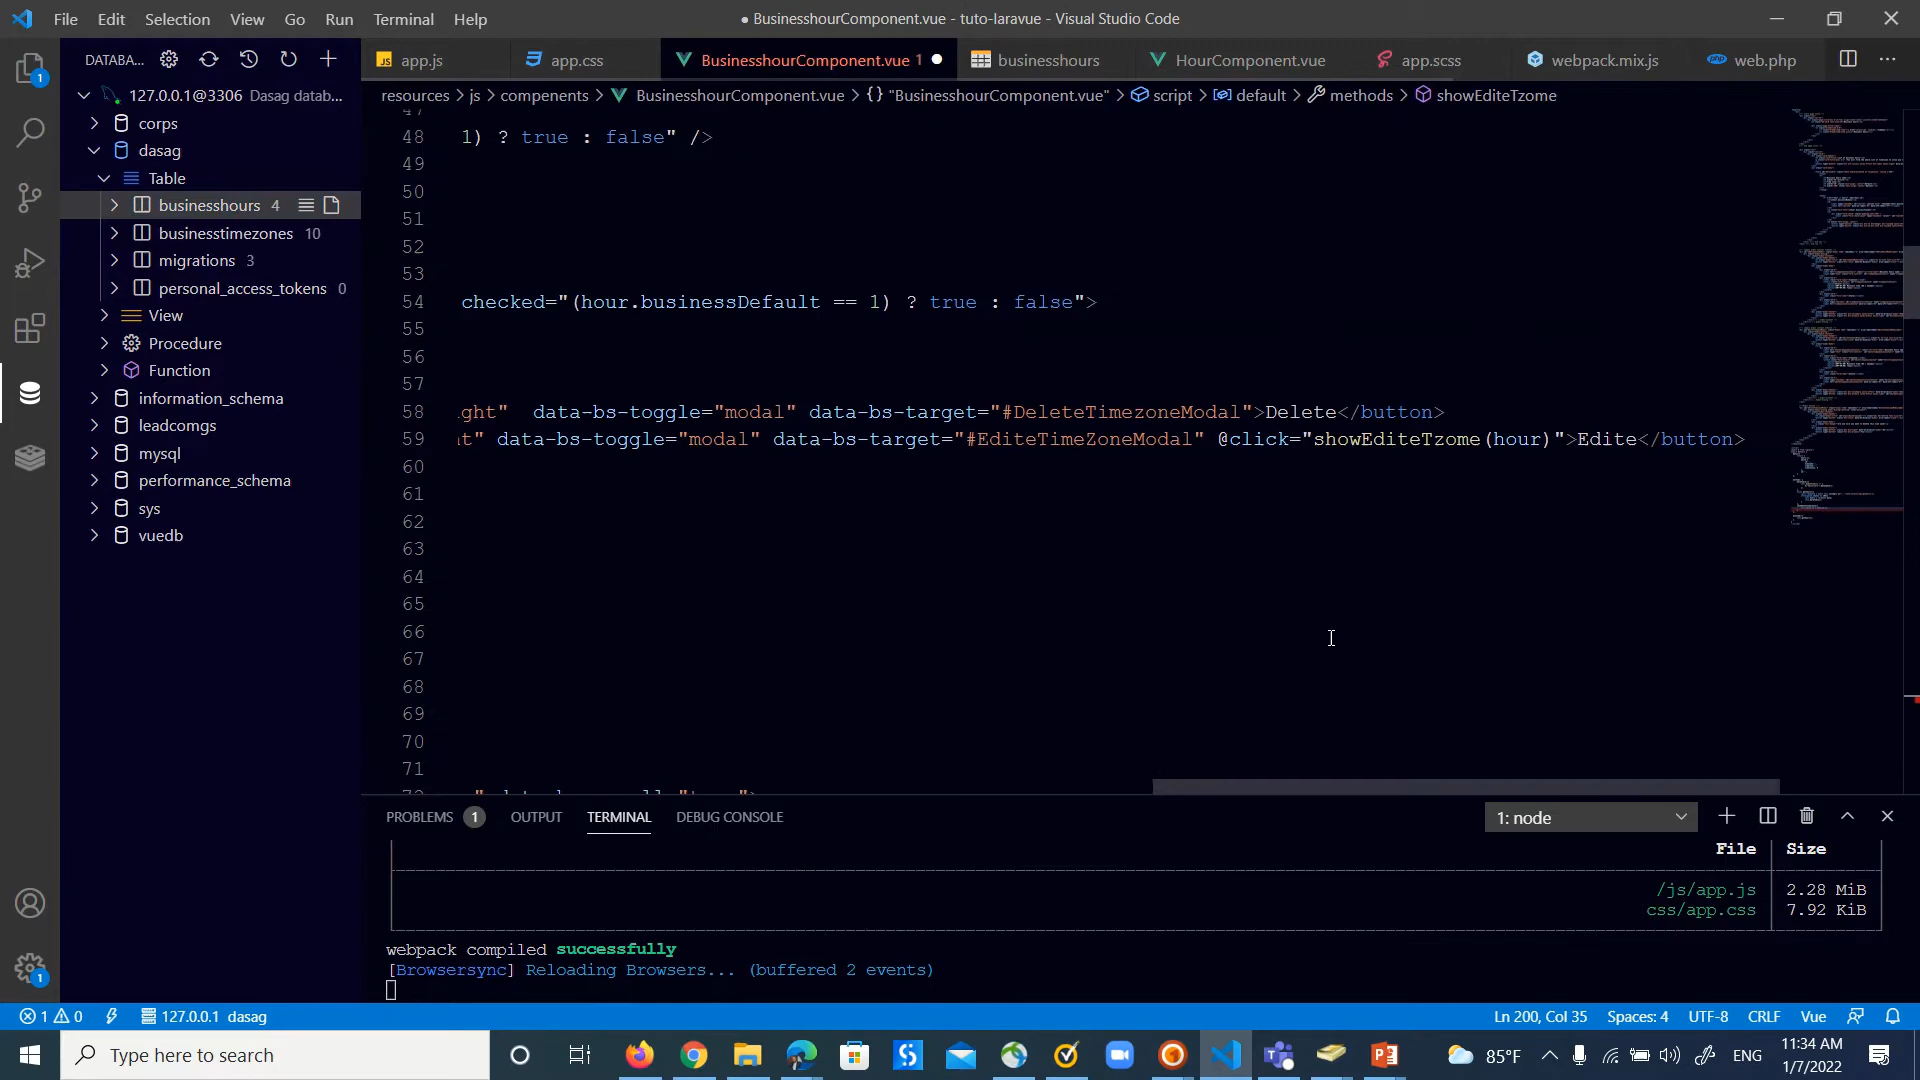 File Edit Selection View Go Run Terminal Help
● BusinesshourComponent.vue - tuto-laravue - Visual Studio Code
DATABA...
JS app.js
app.css
BusinesshourComponent.vue 1
businesshours
HourComponent.vue
app.scss
webpack.mix.js
php web.php
...
resources > js > compenents > BusinesshourComponent.vue > {} "BusinesshourComponent.vue" > script > default > methods > showEditeTzome
127.0.0.1@3306 Dasag datab...
corps
dasag
Table
businesshours 4
businesstimezones 10
migrations 3
personal_access_tokens 0
View
Procedure
Function
information_schema
leadcomgs
mysql
performance_schema
sys
vuedb
48 1) ? true : false" />
49
50
51
52
53
54 checked="(hour.businessDefault == 1) ? true : false">
55
56
57
58 ght" data-bs-toggle="modal" data-bs-target="#DeleteTimezoneModal">Delete</button>
59 t" data-bs-toggle="modal" data-bs-target="#EditeTimeZoneModal" @click="showEditeTzome(hour)">Edite</button>
60
61
62
63
64
65
66
67
68
69
70
71
PROBLEMS 1 OUTPUT TERMINAL DEBUG CONSOLE
1: node
File Size
/js/app.js 2.28 MiB
css/app.css 7.92 KiB
webpack compiled successfully
[Browsersync] Reloading Browsers... (buffered 2 events)
1 0 127.0.0.1 dasag
Ln 200, Col 35 Spaces: 4 UTF-8 CRLF Vue
Type here to search
85°F
ENG
11:34 AM
1/7/2022